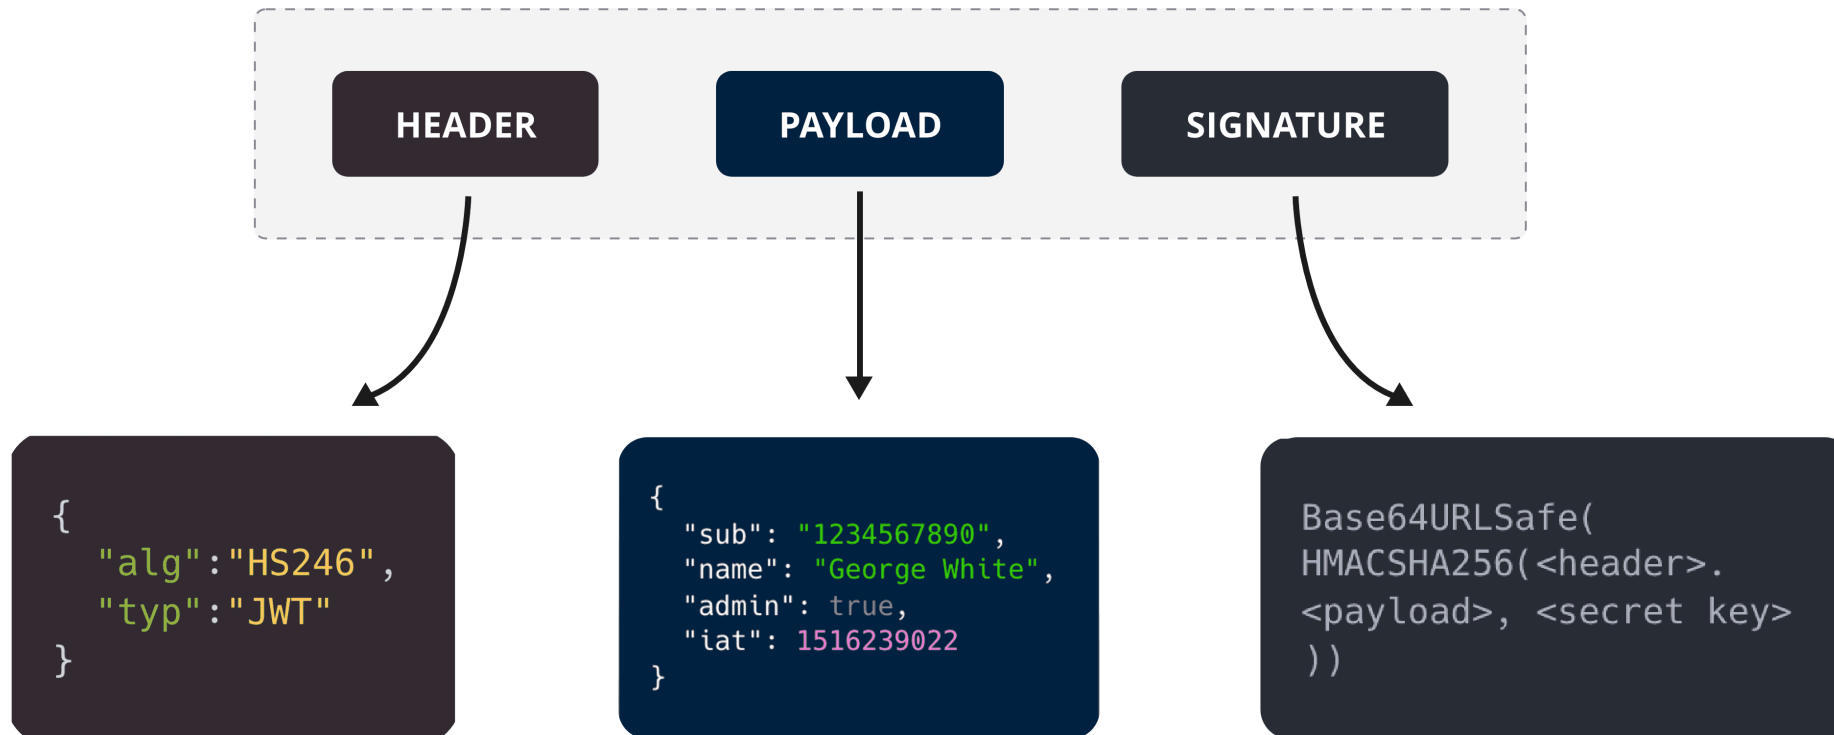 HEADER
PAYLOAD
SIGNATURE
{
"alg":"HS246",
"typ":"JWT"
}
{
"sub": "1234567890",
"name": "George White",
"admin": true,
"iat": 1516239022
}
Base64URLSafe(
HMACSHA256(<header>.
<payload>, <secret key>
))